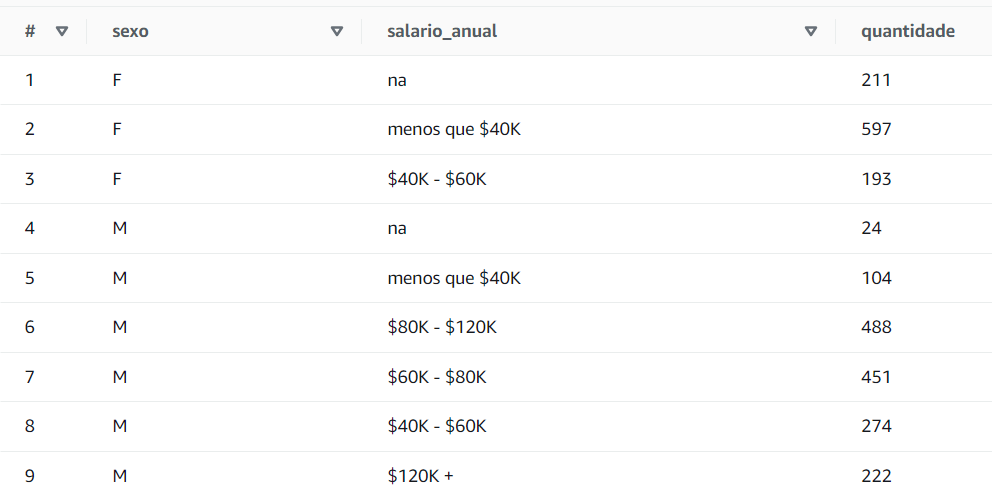 # sexo salario_anual quantidade
1 F na 211
2 F menos que $40K 597
3 F $40K - $60K 193
4 M na 24
5 M menos que $40K 104
6 M $80K - $120K 488
7 M $60K - $80K 451
8 M $40K - $60K 274
9 M $120K + 222